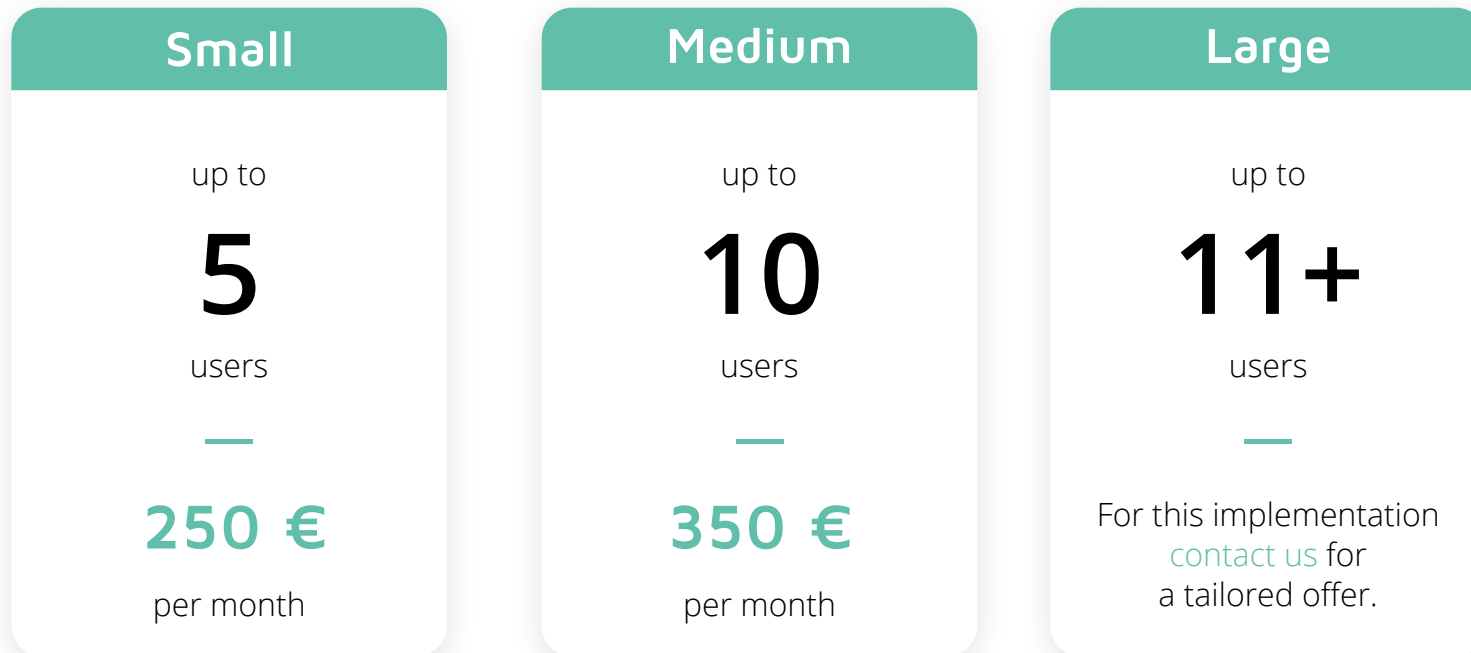 Small
up to
5
users
250 €
per month
Medium
up to
10
users
350 €
per month
Large
up to
11+
users
For this implementation
contact us for
a tailored offer.